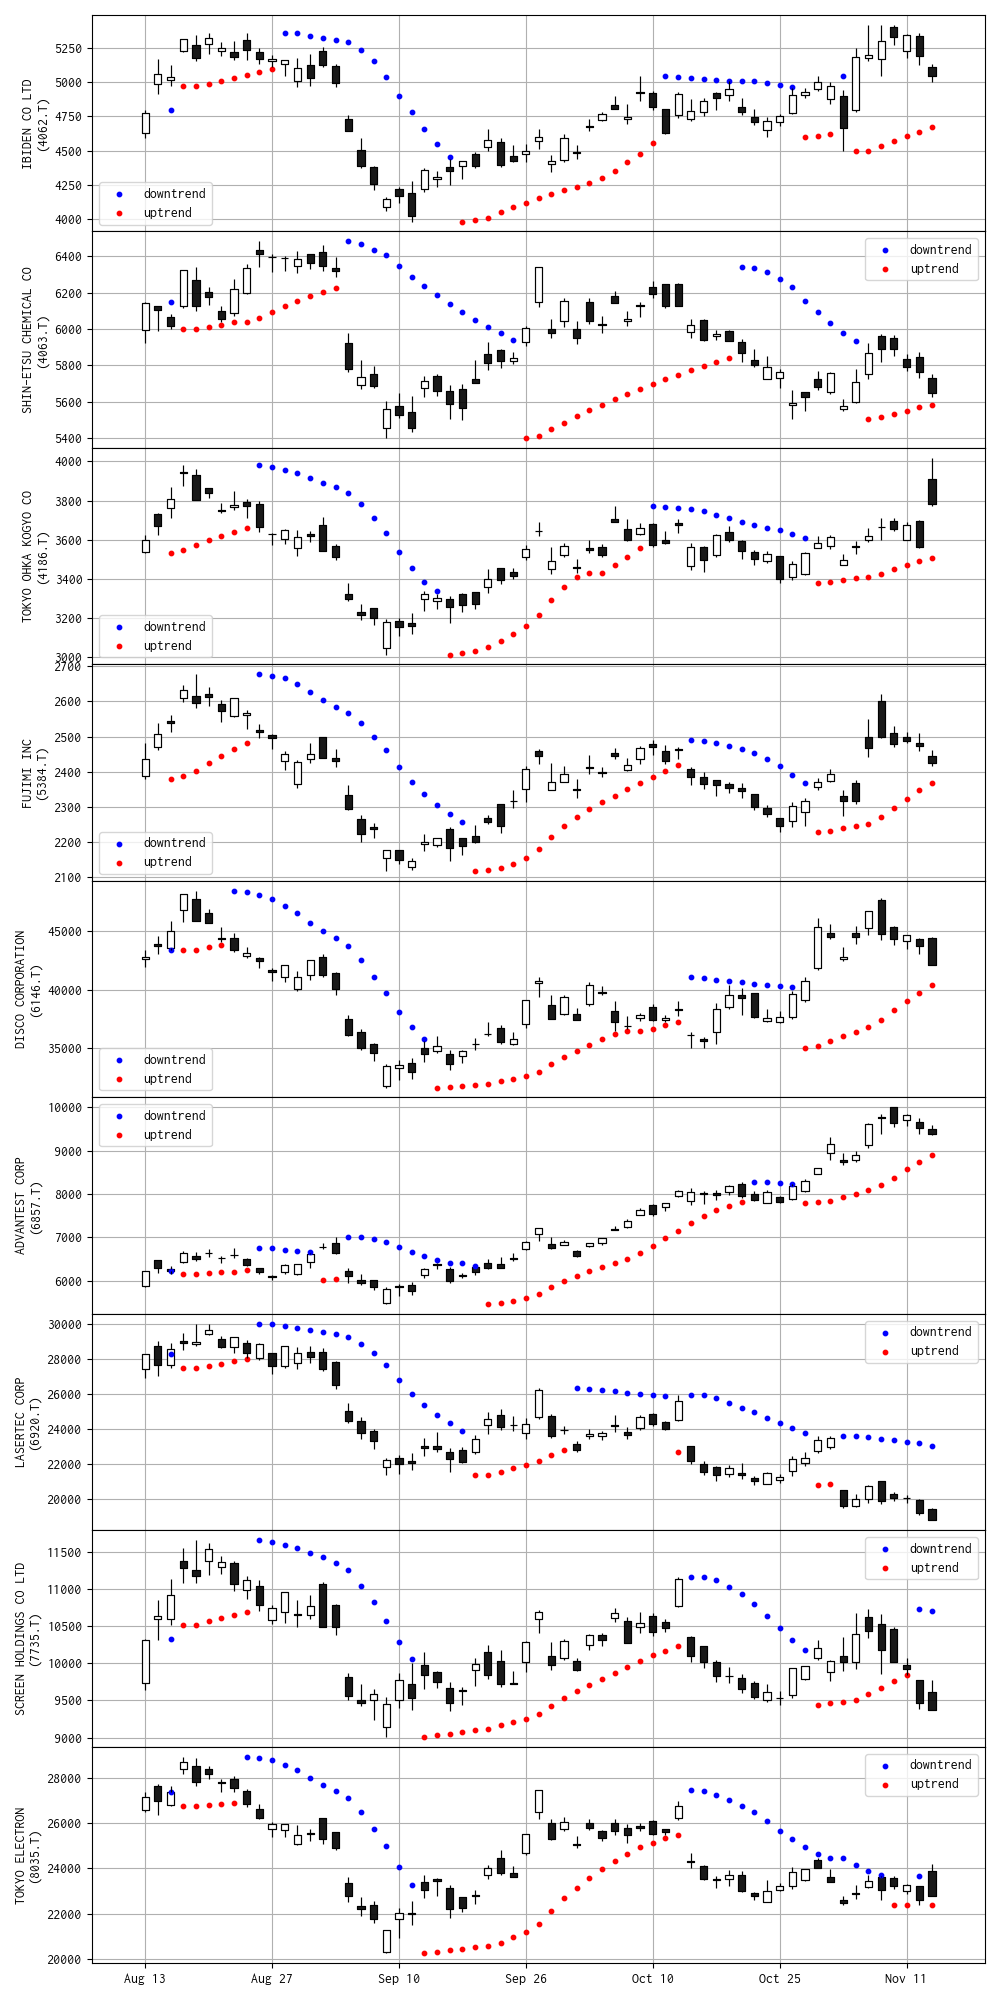 5250
5000
4750
4500
4250
4000
IBIDEN CO LTD
(4062.T)
downtrend
uptrend
6400
6200
6000
5800
5600
5400
SHIN-ETSU CHEMICAL CO
(4063.T)
downtrend
uptrend
4000
3800
3600
3400
3200
3000
TOKYO OHKA KOGYO CO
(4186.T)
downtrend
uptrend
2700
2600
2500
2400
2300
2200
2100
FUJIMI INC
(5384.T)
downtrend
uptrend
45000
40000
35000
DISCO CORPORATION
(6146.T)
downtrend
uptrend
10000
9000
8000
7000
6000
ADVANTEST CORP
(6857.T)
downtrend
uptrend
30000
28000
26000
24000
22000
20000
LASERTEC CORP
(6920.T)
downtrend
uptrend
11500
11000
10500
10000
9500
9000
SCREEN HOLDINGS CO LTD
(7735.T)
downtrend
uptrend
28000
26000
24000
22000
20000
TOKYO ELECTRON
(8035.T)
downtrend
uptrend
Aug 13 Aug 27 Sep 10 Sep 26 Oct 10 Oct 25 Nov 11